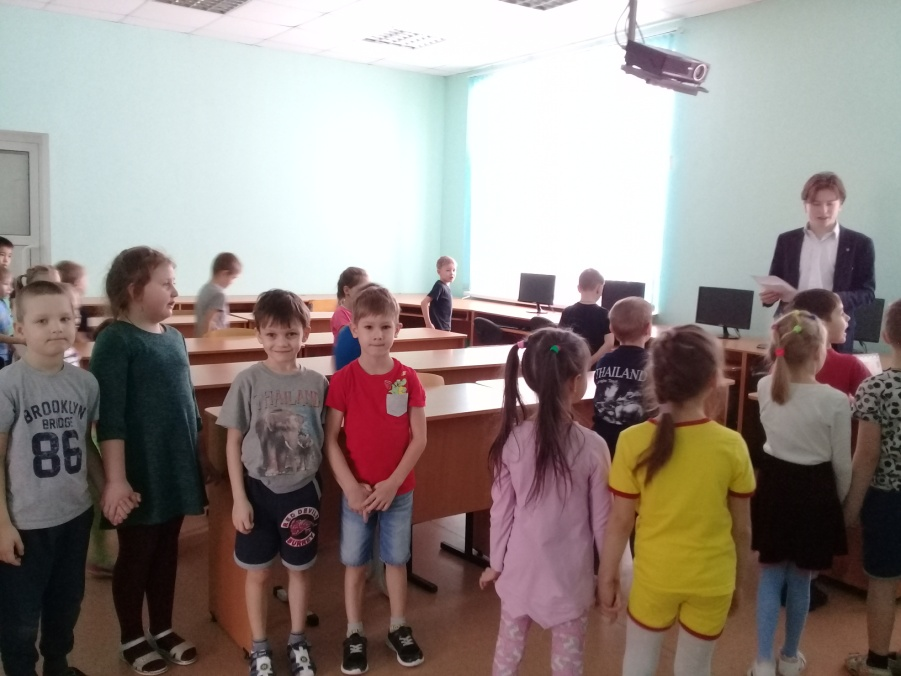 BROOKLYN
BRIDGE
86
THAILAND
THAILAND